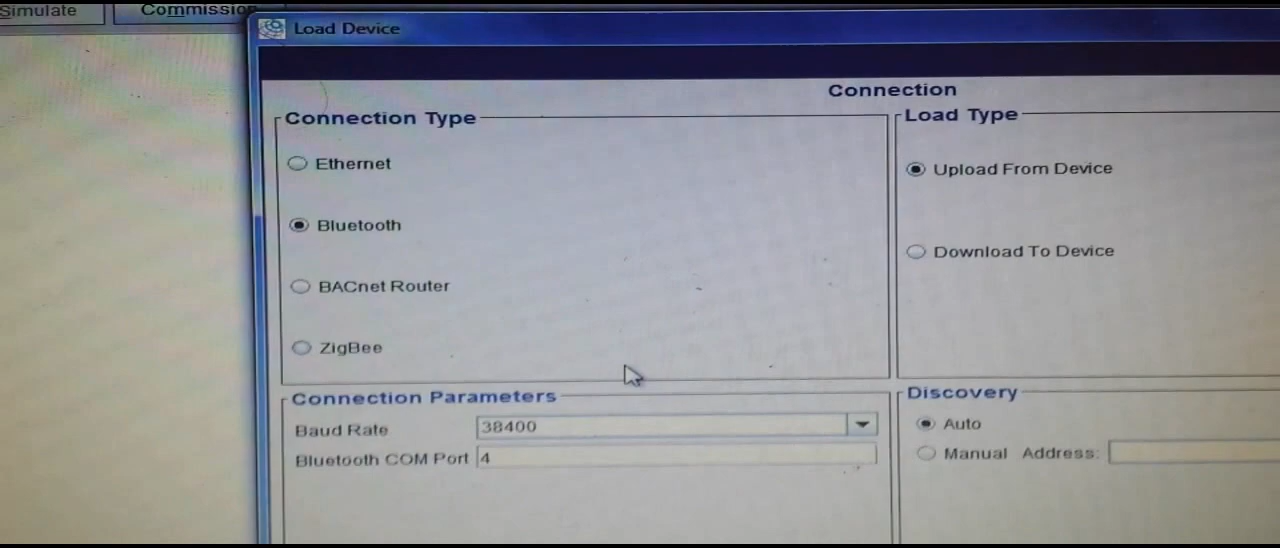 Simulate
Commission
Load Device
Connection
Connection Type
Ethernet
Bluetooth
BACnet Router
ZigBee
Load Type
Upload From Device
Download To Device
Connection Parameters
Baud Rate 38400
Bluetooth COM Port 4
Discovery
Auto
Manual Address: